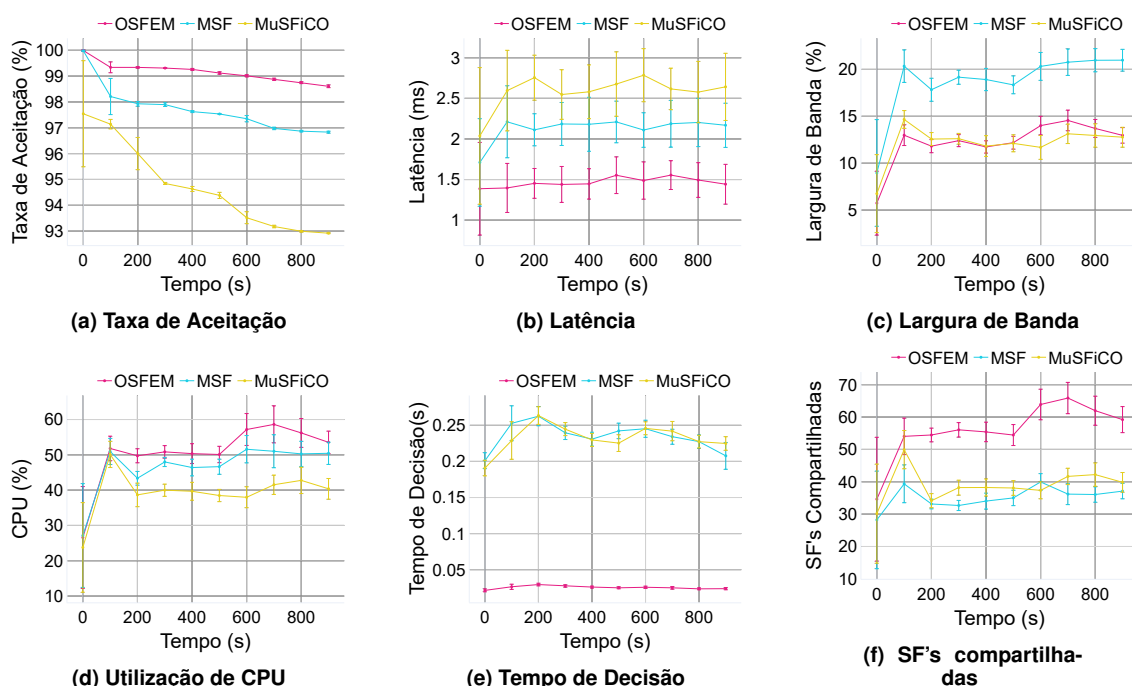 OSFEM MSF MuSFiCO
Taxa de Aceitação (%)
100
99
98
97
96
95
94
93
0 200 400 600 800
Tempo (s)
(a) Taxa de Aceitação
OSFEM MSF MuSFiCO
Latência (ms)
3
2.5
2
1.5
1
0 200 400 600 800
Tempo (s)
(b) Latência
OSFEM MSF MuSFiCO
Largura de Banda (%)
20
15
10
5
0 200 400 600 800
Tempo (s)
(c) Largura de Banda
OSFEM MSF MuSFiCO
CPU (%)
60
50
40
30
20
10
0 200 400 600 800
Tempo (s)
(d) Utilização de CPU
OSFEM MSF MuSFiCO
Tempo de Decisão(s)
0.25
0.2
0.15
0.1
0.05
0 200 400 600 800
Tempo (s)
(e) Tempo de Decisão
OSFEM MSF MuSFiCO
SF's Compartilhadas
70
60
50
40
30
20
10
0 200 400 600 800
Tempo (s)
(f) SF's compartilha-
das